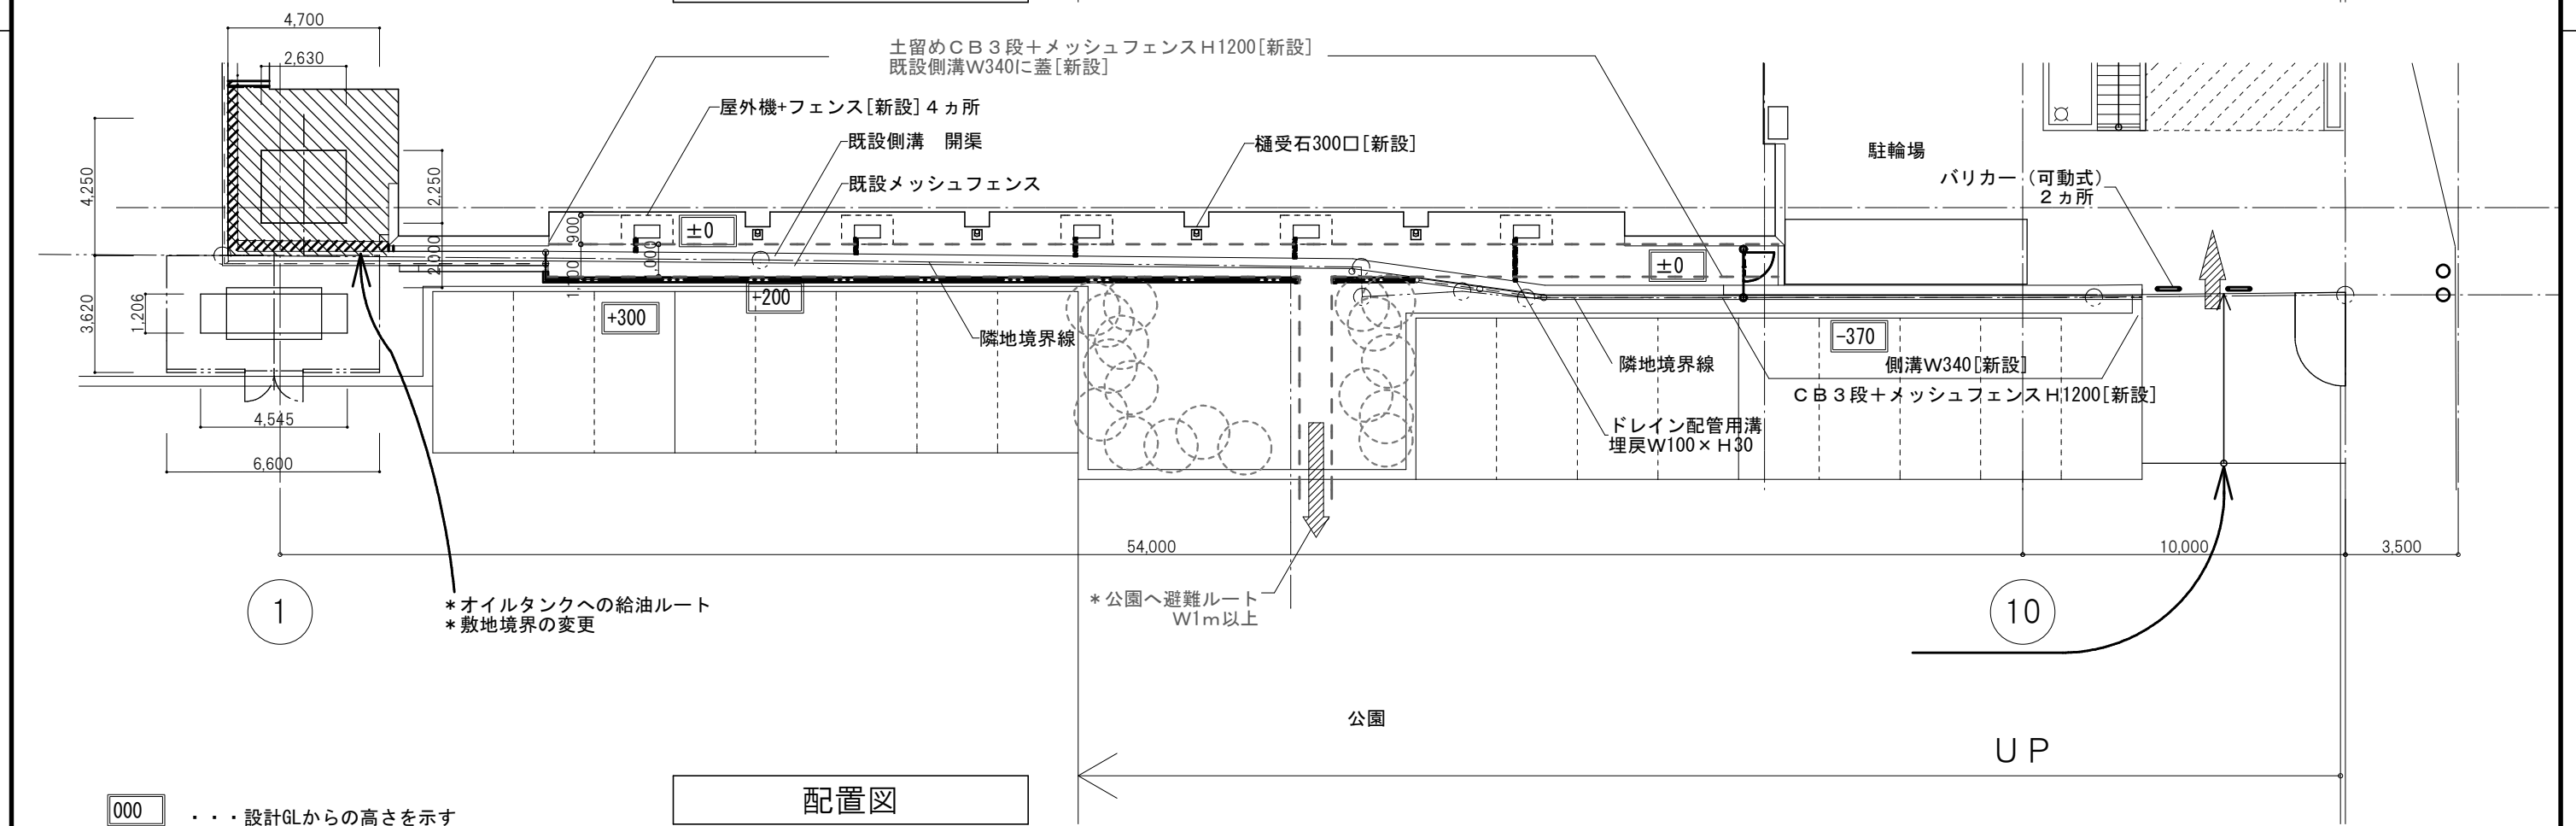 4,700
2,630
土留めＣＢ３段＋メッシュフェンスＨ1200[新設]
既設側溝W340に蓋[新設]
屋外機+フェンス[新設]４ヵ所
既設側溝　開渠
既設メッシュフェンス
樋受石300口[新設]
駐輪場
バリカー（可動式）
２ヵ所
4,250
2,250
2,000
900
±0
±0
+200
+300
-370
3,620
1,206
隣地境界線
隣地境界線
側溝W340[新設]
ＣＢ３段＋メッシュフェンスＨ1200[新設]
ドレイン配管用溝
埋戻W100×Ｈ30
4,545
6,600
54,000
10,000
3,500
1
10
＊オイルタンクへの給油ルート
＊敷地境界の変更
＊公園へ避難ルート
W1ｍ以上
公園
ＵＰ
配置図
000
・・・設計GLからの高さを示す